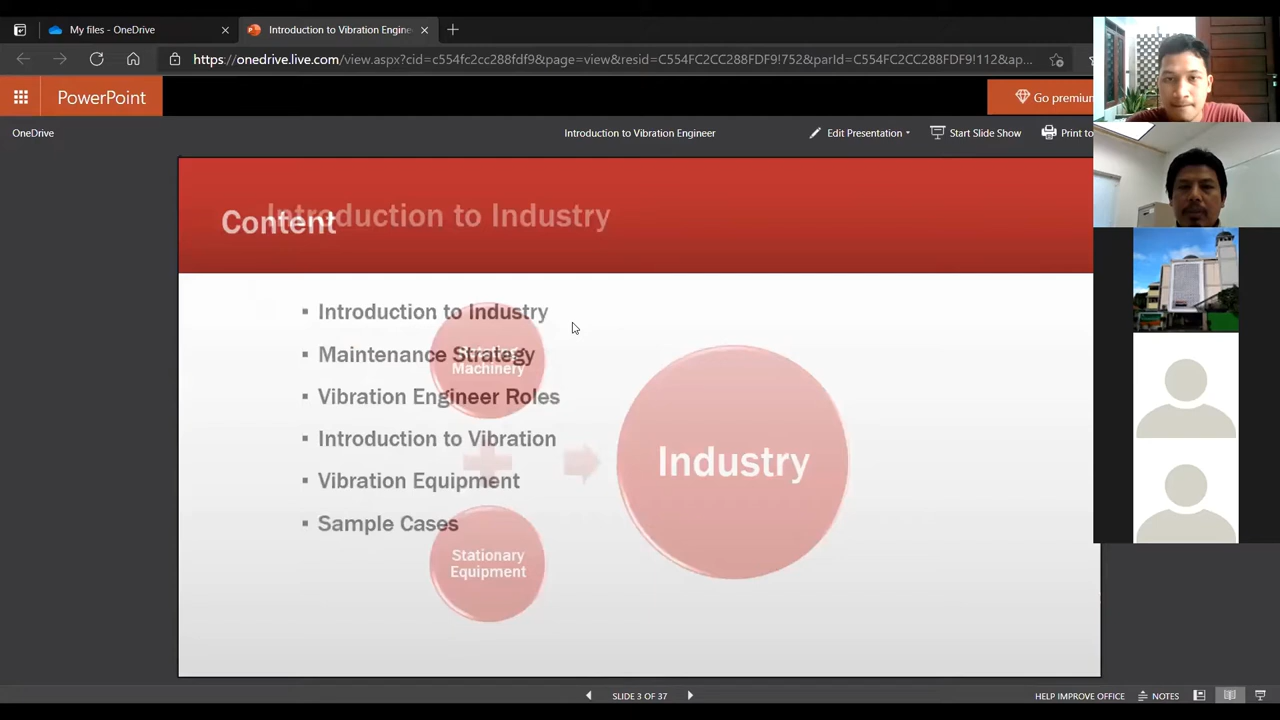 My files - OneDrive
Introduction to Vibration Engine
https://onedrive.live.com/view.aspx?cid=c554fc2cc288fdf9&page=view&resid=C554FC2CC288FDF9!752&parId=C554FC2CC288FDF9!112&ap...
PowerPoint
Go premium
OneDrive
Introduction to Vibration Engineer
Edit Presentation
Start Slide Show
Print to
Content
Introduction to Industry
▪ Introduction to Industry
▪ Maintenance Strategy
▪ Vibration Engineer Roles
▪ Introduction to Vibration
▪ Vibration Equipment
▪ Sample Cases
Machinery
Stationary
Equipment
Industry
SLIDE 3 OF 37
HELP IMPROVE OFFICE
NOTES